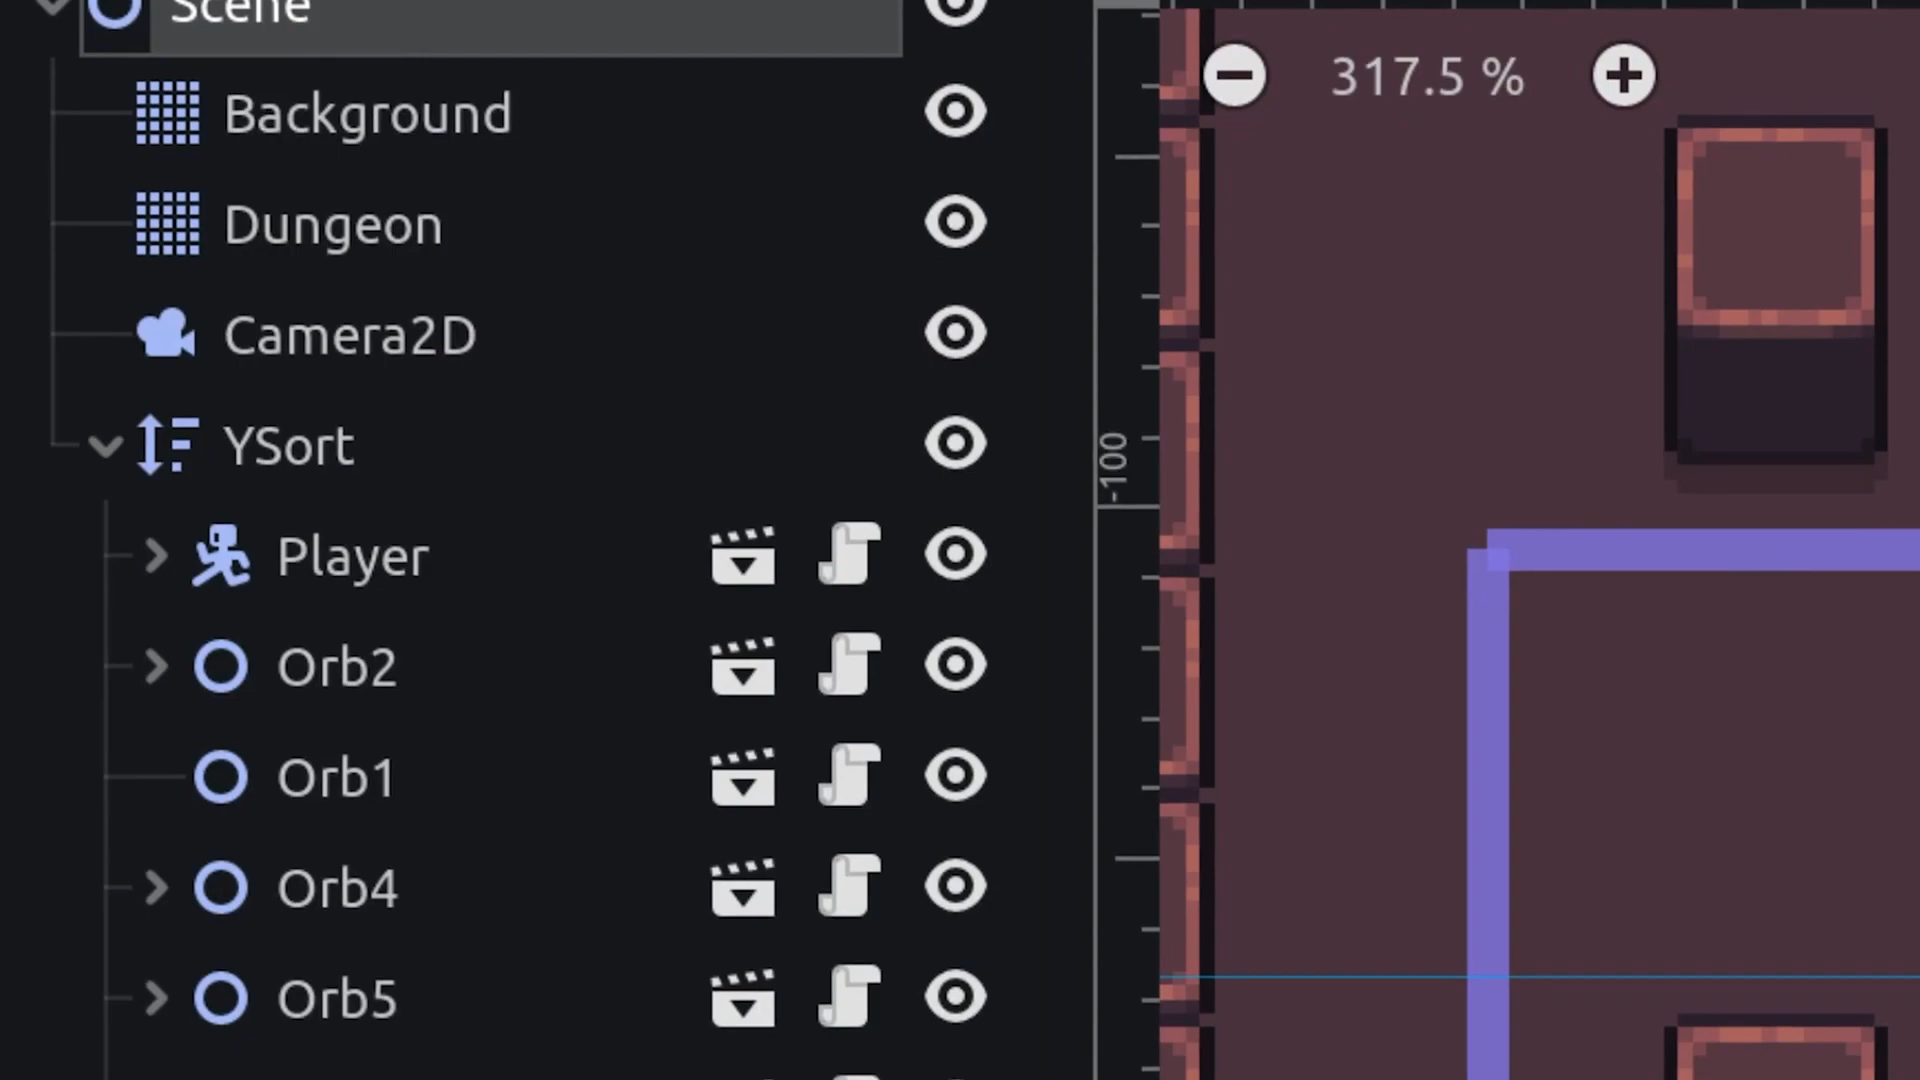 Scene
317.5 %
Background
Dungeon
Camera2D
YSort
-100
Player
Orb2
Orb1
Orb4
Orb5